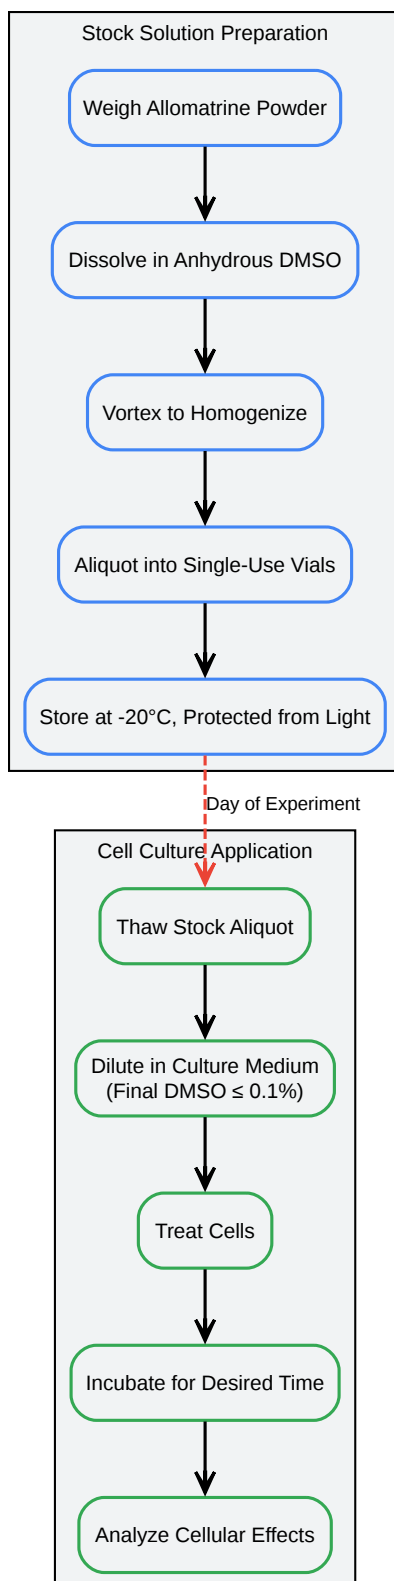 Stock Solution Preparation
Weigh Allomatrine Powder
Dissolve in Anhydrous DMSO
Vortex to Homogenize
Aliquot into Single-Use Vials
Store at -20°C, Protected from Light
Day of Experiment
Cell Culture Application
Thaw Stock Aliquot
Dilute in Culture Medium
(Final DMSO ≤ 0.1%)
Treat Cells
Incubate for Desired Time
Analyze Cellular Effects